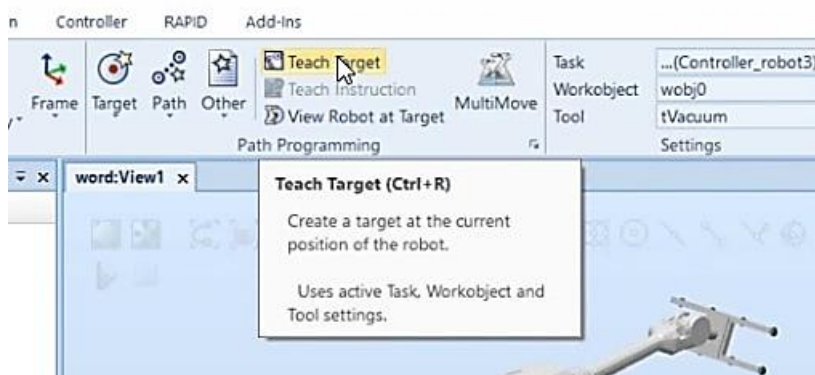 n Controller RAPID Add-Ins
Teach Target Task ...(Controller_robot3)
Teach Instruction Workobject wobj0
Frame Target Path Other MultiMove
View Robot at Target Tool tVacuum
Path Programming Settings
word:View1 x
Teach Target (Ctrl+R)
Create a target at the current
position of the robot.
Uses active Task, Workobject and
Tool settings.